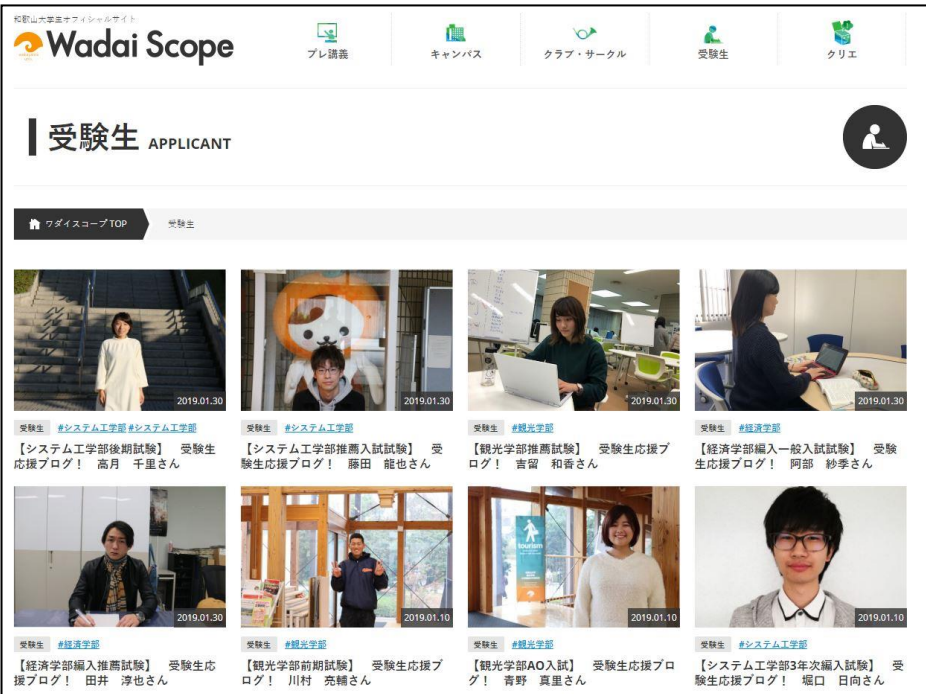 和歌山大学生オフィシャルサイト
Wadai Scope
プレ講義
キャンパス
クラブ・サークル
受験生
クリエ
受験生 APPLICANT
ワダイスコープTOP
受験生
2019.01.30
2019.01.30
2019.01.30
2019.01.30
受験生 #システム工学部 #システム工学部
【システム工学部後期試験】 受験生
応援ブログ! 高月 千里さん
受験生 #システム工学部
【システム工学部推薦入試試験】 受
験生応援ブログ! 藤田 龍也さん
受験生 #観光学部
【観光学部推薦試験】 受験生応援ブ
ログ! 吉留 和香さん
受験生 #経済学部
【経済学部編入一般入試試験】 受験
生応援ブログ! 阿部 紗季さん
2019.01.30
tourism
2019.01.10
2019.01.10
2019.01.10
受験生 #経済学部
【経済学部編入推薦試験】 受験生応
援ブログ! 田井 淳也さん
受験生 #観光学部
【観光学部前期試験】 受験生応援ブ
ログ! 川村 亮輔さん
受験生 #観光学部
【観光学部AO入試】 受験生応援ブロ
グ! 青野 真里さん
受験生 #システム工学部
【システム工学部3年次編入試験】 受
験生応援ブログ! 堀口 日向さん